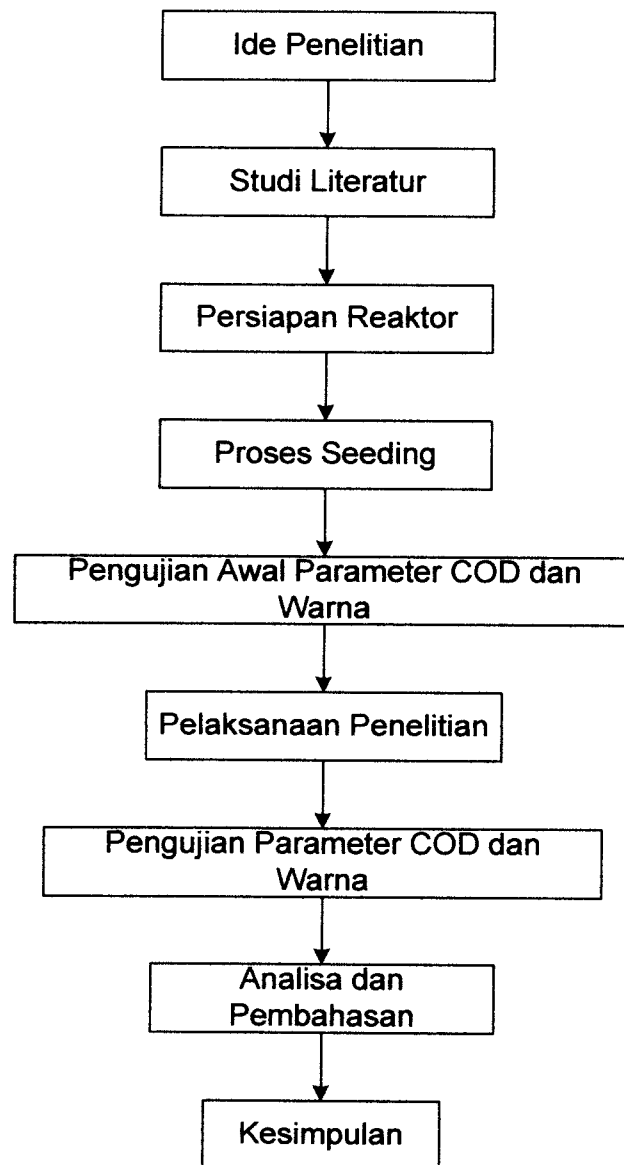 Ide Penelitian
Studi Literatur
Persiapan Reaktor
Proses Seeding
Pengujian Awal Parameter COD dan
Warna
Pelaksanaan Penelitian
Pengujian Parameter COD dan
Warna
Analisa dan
Pembahasan
Kesimpulan